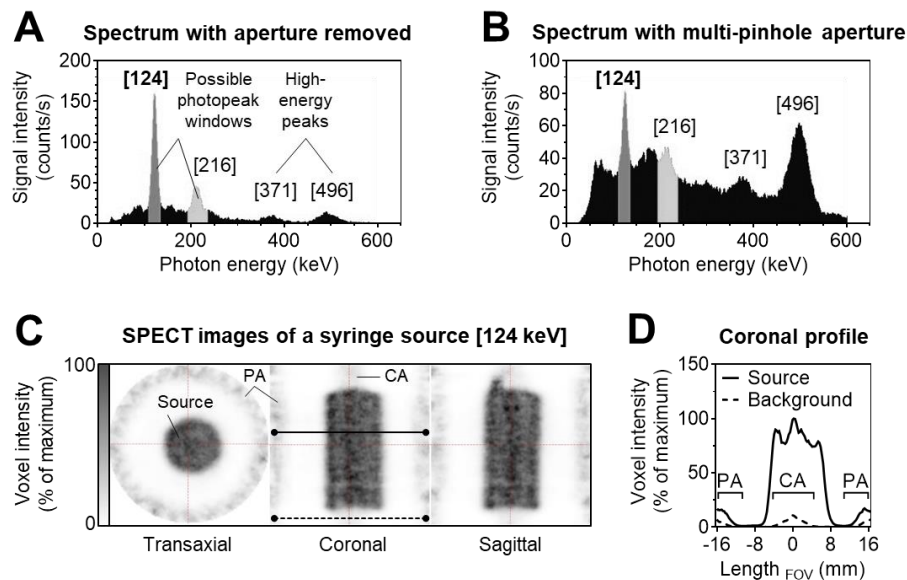 A Spectrum with aperture removed
Signal intensity
(counts/s)
200
150
100
50
0
[124]
Possible
photopeak
windows
High-
energy
peaks
[216]
[371]
[496]
0
200
400
600
Photon energy (keV)
B Spectrum with multi-pinhole aperture
Signal intensity
(counts/s)
100
80
60
40
20
0
[124]
[216]
[371]
[496]
0
200
400
600
Photon energy (keV)
C SPECT images of a syringe source [124 keV]
Voxel intensity
(% of maximum)
100
0
Source
PA
CA
Transaxial
Coronal
Sagittal
D Coronal profile
Voxel intensity
(% of maximum)
150
100
50
0
Source
Background
PA
CA
PA
-16
-8
0
8
16
Length FOV (mm)